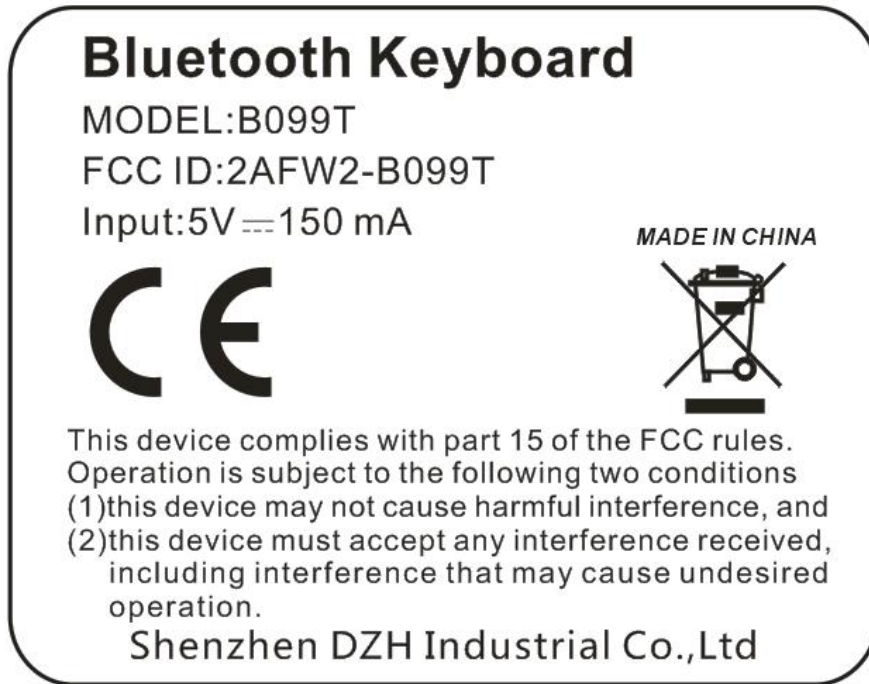 Bluetooth Keyboard
MODEL:B099T
FCC ID:2AFW2-B099T
Input:5V⎓150 mA
MADE IN CHINA
CE
This device complies with part 15 of the FCC rules.
Operation is subject to the following two conditions
(1)this device may not cause harmful interference, and
(2)this device must accept any interference received,
including interference that may cause undesired
operation.
Shenzhen DZH Industrial Co.,Ltd